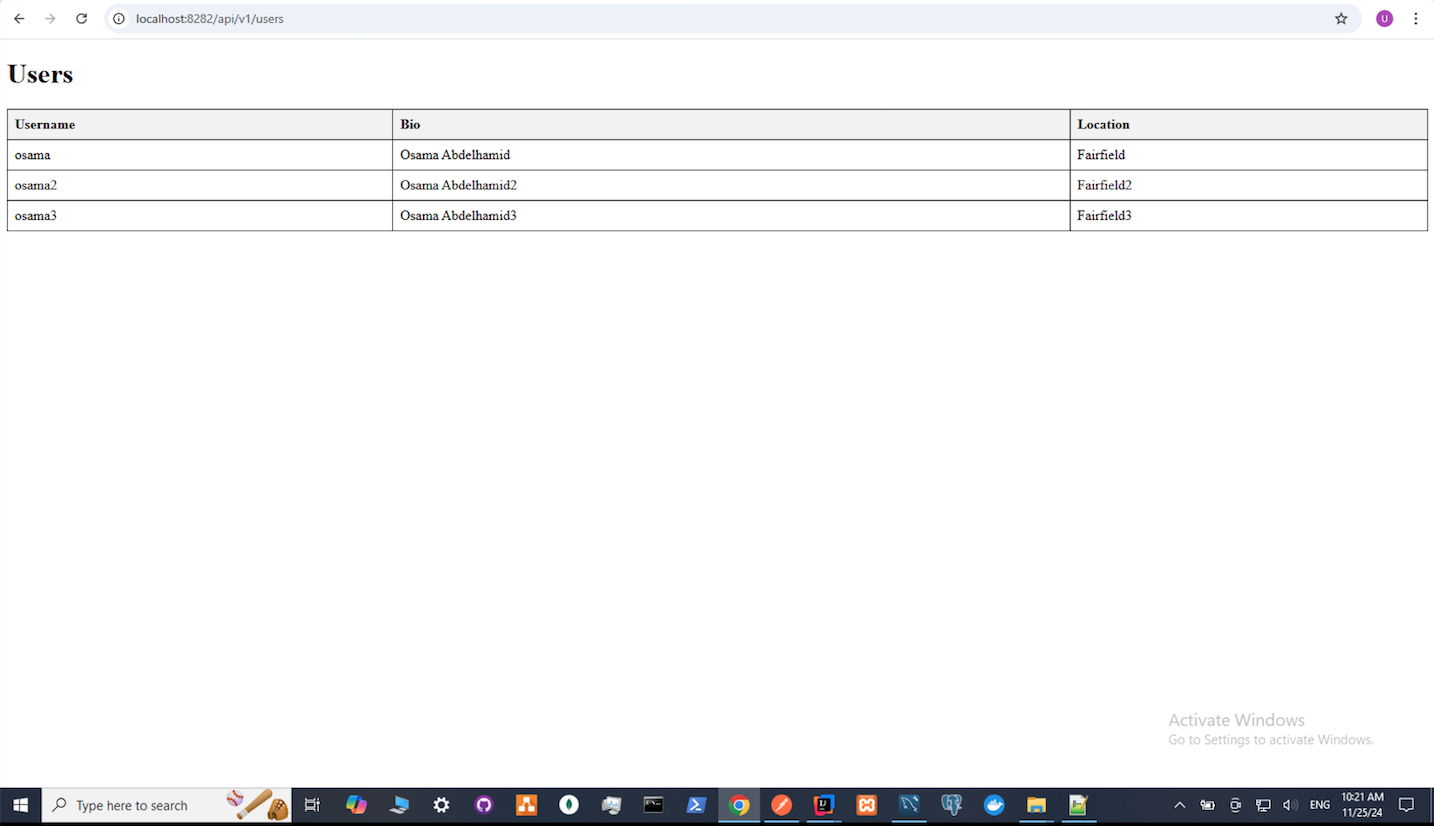 localhost:8282/api/v1/users
U
Users
Username Bio Location
osama Osama Abdelhamid Fairfield
osama2 Osama Abdelhamid2 Fairfield2
osama3 Osama Abdelhamid3 Fairfield3
Activate Windows
Go to Settings to activate Windows.
Type here to search
ENG
10:21 AM
11/25/24